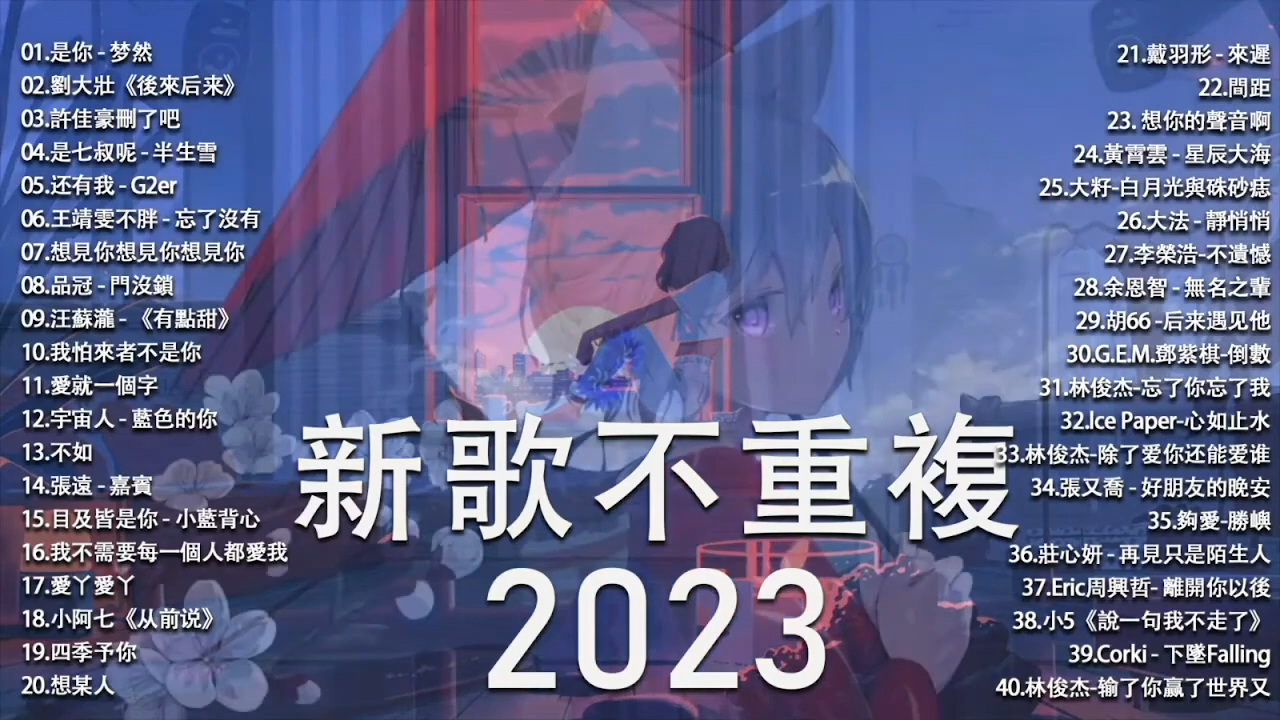 01.是你 - 梦然
02.劉大壯《後來后来》
03.許佳豪刪了吧
04.是七叔呢 - 半生雪
05.还有我 - G2er
06.王靖雯不胖 - 忘了沒有
07.想見你想見你想見你
08.品冠 - 門沒鎖
09.汪蘇瀧 - 《有點甜》
10.我怕來者不是你
11.愛就一個字
12.宇宙人 - 藍色的你
13.不如
14.張遠 - 嘉賓
15.目及皆是你 - 小藍背心
16.我不需要每一個人都愛我
17.愛丫愛丫
18.小阿七《从前说》
19.四季予你
20.想某人
新歌不重複
2023
21.戴羽彤 - 來遲
22.間距
23. 想你的聲音啊
24.黃霄雲 - 星辰大海
25.大籽-白月光與硃砂痣
26.大法 - 靜悄悄
27.李榮浩-不遺憾
28.余恩智 - 無名之輩
29.胡66 -后来遇见他
30.G.E.M.鄧紫棋-倒數
31.林俊杰-忘了你忘了我
32.Ice Paper-心如止水
33.林俊杰-除了爱你还能爱谁
34.張又喬 - 好朋友的晚安
35.夠愛-勝嶼
36.莊心妍 - 再見只是陌生人
37.Eric周興哲- 離開你以後
38.小5《說一句我不走了》
39.Corki - 下墜Falling
40.林俊杰-输了你赢了世界又